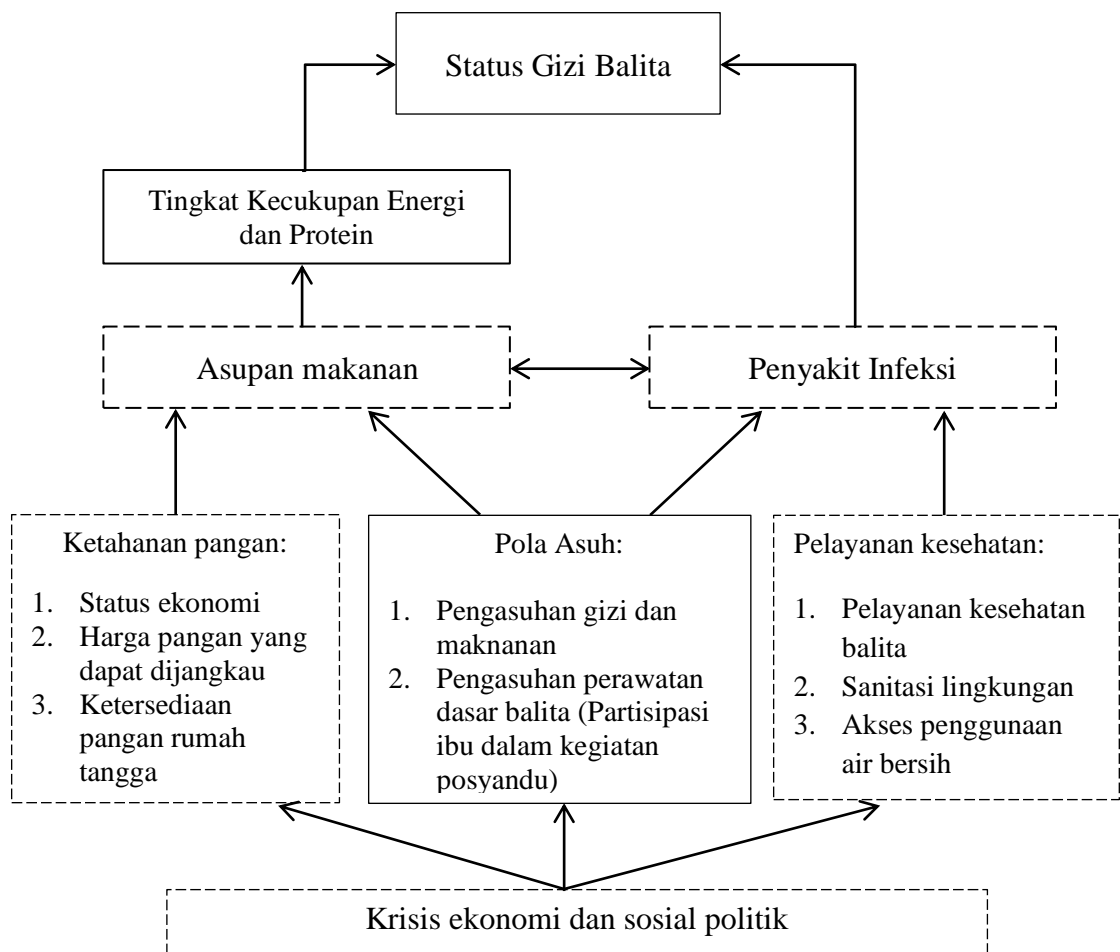 Status Gizi Balita
Tingkat Kecukupan Energi
dan Protein
Asupan makanan
Penyakit Infeksi
Ketahanan pangan:
1. Status ekonomi
2. Harga pangan yang
dapat dijangkau
3. Ketersediaan
pangan rumah
tangga
Pola Asuh:
1. Pengasuhan gizi dan
maknanan
2. Pengasuhan perawatan
dasar balita (Partisipasi
ibu dalam kegiatan
posyandu)
Pelayanan kesehatan:
1. Pelayanan kesehatan
balita
2. Sanitasi lingkungan
3. Akses penggunaan
air bersih
Krisis ekonomi dan sosial politik